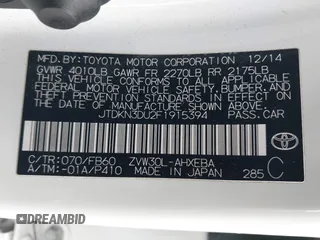 MFD.BY:TOYOTA MOTOR CORPORATION 12/14
GVWR 4010LB GAWR FR 2270LB RR 2175LB
THIS VEHICLE CONFORMS TO ALL APPLICABLE
FEDERAL MOTOR VEHICLE SAFETY, BUMPER,
AND THEFT PREVENTION STANDARDS IN EFFECT
ON THE DATE OF MANUFACTURE SHOWN ABOVE.
JTDKN3DU2F1915394 PASS.CAR
C/TR:070/FB60 ZVW30L-AHXEBA
A/TM:-01A/P410 MADE IN JAPAN 285 C
TOYOTA
DREAMBID